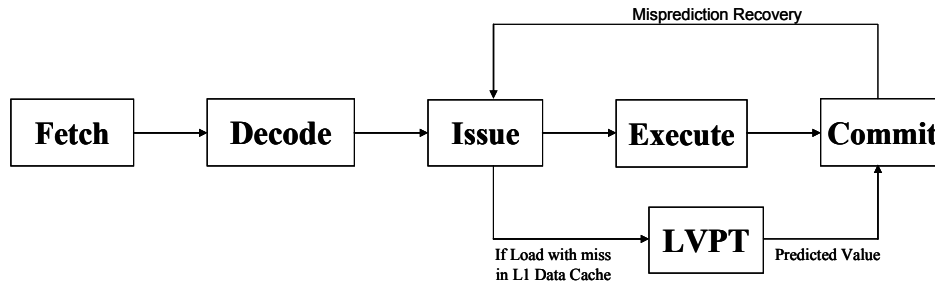 Misprediction Recovery
Fetch
Decode
Issue
Execute
Commit
LVPT
If Load with miss
in L1 Data Cache
Predicted Value